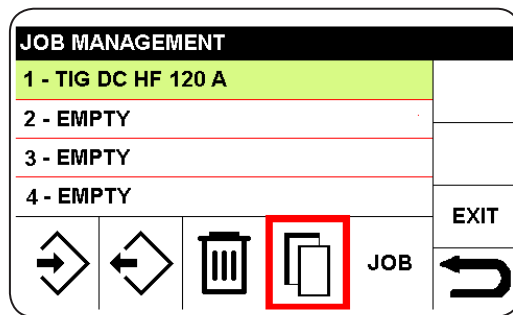 JOB MANAGEMENT
1 - TIG DC HF 120 A
2 - EMPTY
3 - EMPTY
4 - EMPTY
EXIT
JOB